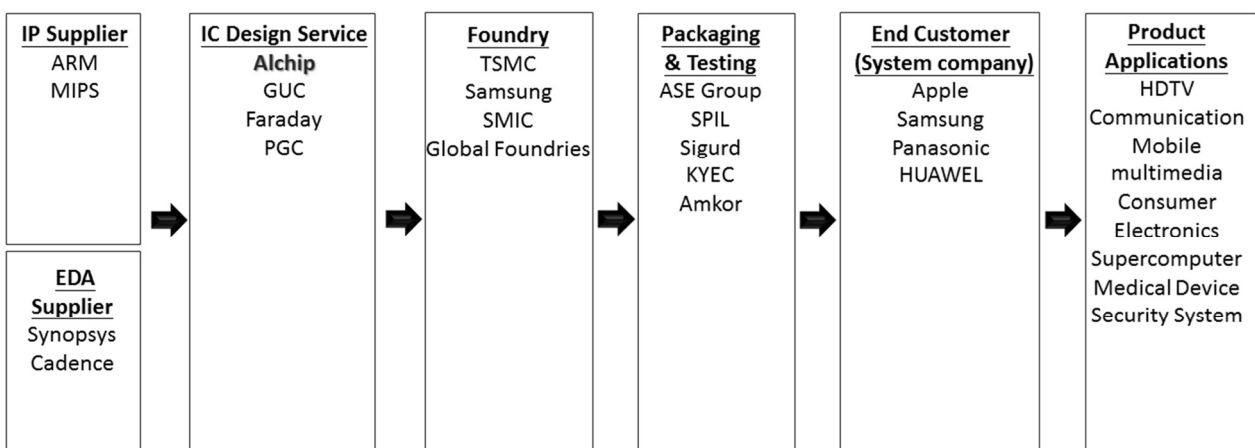 IP Supplier
ARM
MIPS
EDA
Supplier
Synopsys
Cadence
IC Design Service
Alchip
GUC
Faraday
PGC
Foundry
TSMC
Samsung
SMIC
Global Foundries
Packaging
& Testing
ASE Group
SPIL
Sigurd
KYEC
Amkor
End Customer
(System company)
Apple
Samsung
Panasonic
HUAWEL
Product
Applications
HDTV
Communication
Mobile
multimedia
Consumer
Electronics
Supercomputer
Medical Device
Security System